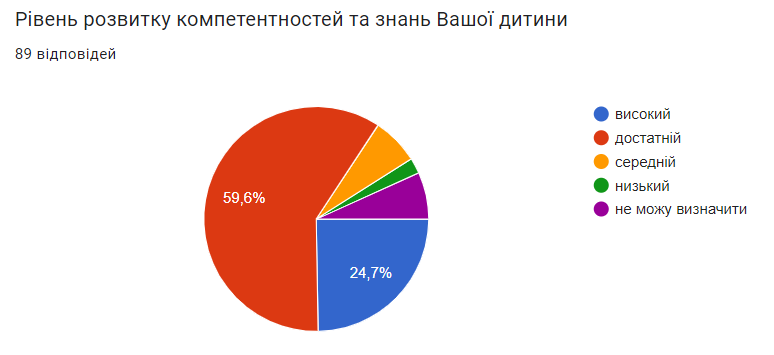 Рівень розвитку компетентностей та знань Вашої дитини
89 відповідей
59,6%
24,7%
високий
достатній
середній
низький
не можу визначити